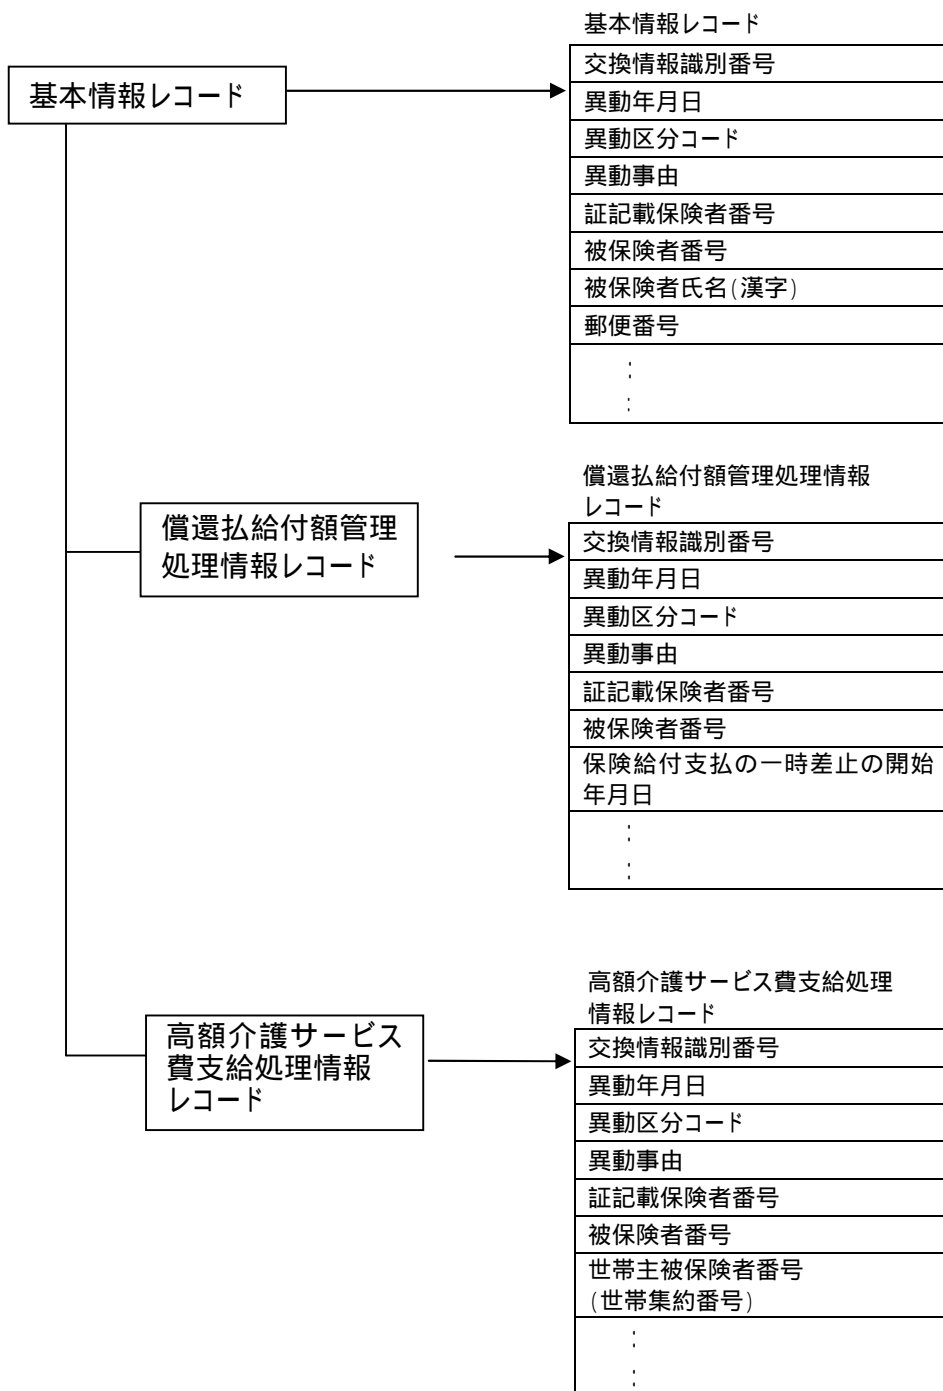 基本情報レコード
基本情報レコード
交換情報識別番号
異動年月日
異動区分コード
異動事由
証記載保険者番号
被保険者番号
被保険者氏名(漢字)
郵便番号
:
:
償還払給付額管理
処理情報レコード
償還払給付額管理処理情報
レコード
交換情報識別番号
異動年月日
異動区分コード
異動事由
証記載保険者番号
被保険者番号
保険給付支払の一時差止の開始
年月日
:
:
高額介護サービス
費支給処理情報
レコード
高額介護サービス費支給処理
情報レコード
交換情報識別番号
異動年月日
異動区分コード
異動事由
証記載保険者番号
被保険者番号
世帯主被保険者番号
(世帯集約番号)
:
: